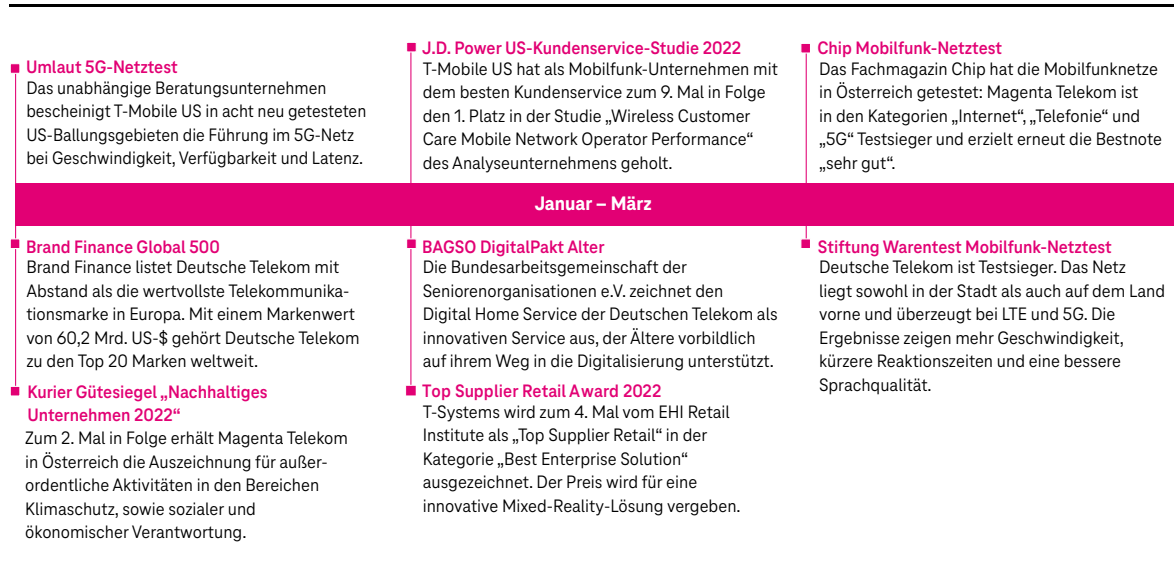 Umlaut 5G-Netztest
Das unabhängige Beratungsunternehmen
bescheinigt T-Mobile US in acht neu getesteten
US-Ballungsgebieten die Führung im 5G-Netz
bei Geschwindigkeit, Verfügbarkeit und Latenz.
J.D. Power US-Kundenservice-Studie 2022
T-Mobile US hat als Mobilfunk-Unternehmen mit
dem besten Kundenservice zum 9. Mal in Folge
den 1. Platz in der Studie „Wireless Customer
Care Mobile Network Operator Performance“
des Analyseunternehmens geholt.
Chip Mobilfunk-Netztest
Das Fachmagazin Chip hat die Mobilfunknetze
in Österreich getestet: Magenta Telekom ist
in den Kategorien „Internet“, „Telefonie“ und
„5G“ Testsieger und erzielt erneut die Bestnote
„sehr gut“.
Januar – März
Brand Finance Global 500
Brand Finance listet Deutsche Telekom mit
Abstand als die wertvollste Telekommunika-
tionsmarke in Europa. Mit einem Markenwert
von 60,2 Mrd. US-$ gehört Deutsche Telekom
zu den Top 20 Marken weltweit.
Kurier Gütesiegel „Nachhaltiges
Unternehmen 2022“
Zum 2. Mal in Folge erhält Magenta Telekom
in Österreich die Auszeichnung für außer-
ordentliche Aktivitäten in den Bereichen
Klimaschutz, sowie sozialer und
ökonomischer Verantwortung.
BAGSO DigitalPakt Alter
Die Bundesarbeitsgemeinschaft der
Seniorenorganisationen e.V. zeichnet den
Digital Home Service der Deutschen Telekom als
innovativen Service aus, der Ältere vorbildlich
auf ihrem Weg in die Digitalisierung unterstützt.
Top Supplier Retail Award 2022
T-Systems wird zum 4. Mal vom EHI Retail
Institute als „Top Supplier Retail“ in der
Kategorie „Best Enterprise Solution“
ausgezeichnet. Der Preis wird für eine
innovative Mixed-Reality-Lösung vergeben.
Stiftung Warentest Mobilfunk-Netztest
Deutsche Telekom ist Testsieger. Das Netz
liegt sowohl in der Stadt als auch auf dem Land
vorne und überzeugt bei LTE und 5G. Die
Ergebnisse zeigen mehr Geschwindigkeit,
kürzere Reaktionszeiten und eine bessere
Sprachqualität.